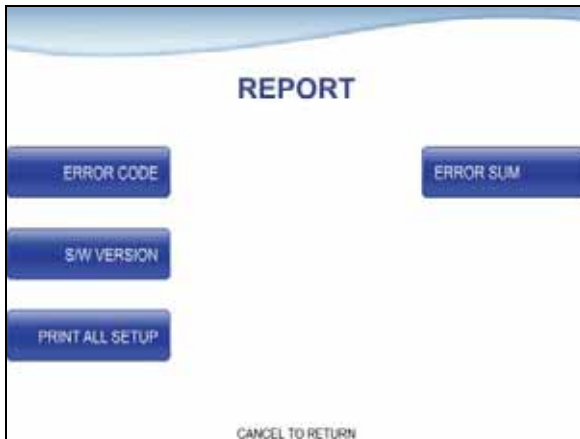 REPORT
ERROR CODE
ERROR SUM
S/W VERSION
PRINT ALL SETUP
CANCEL TO RETURN